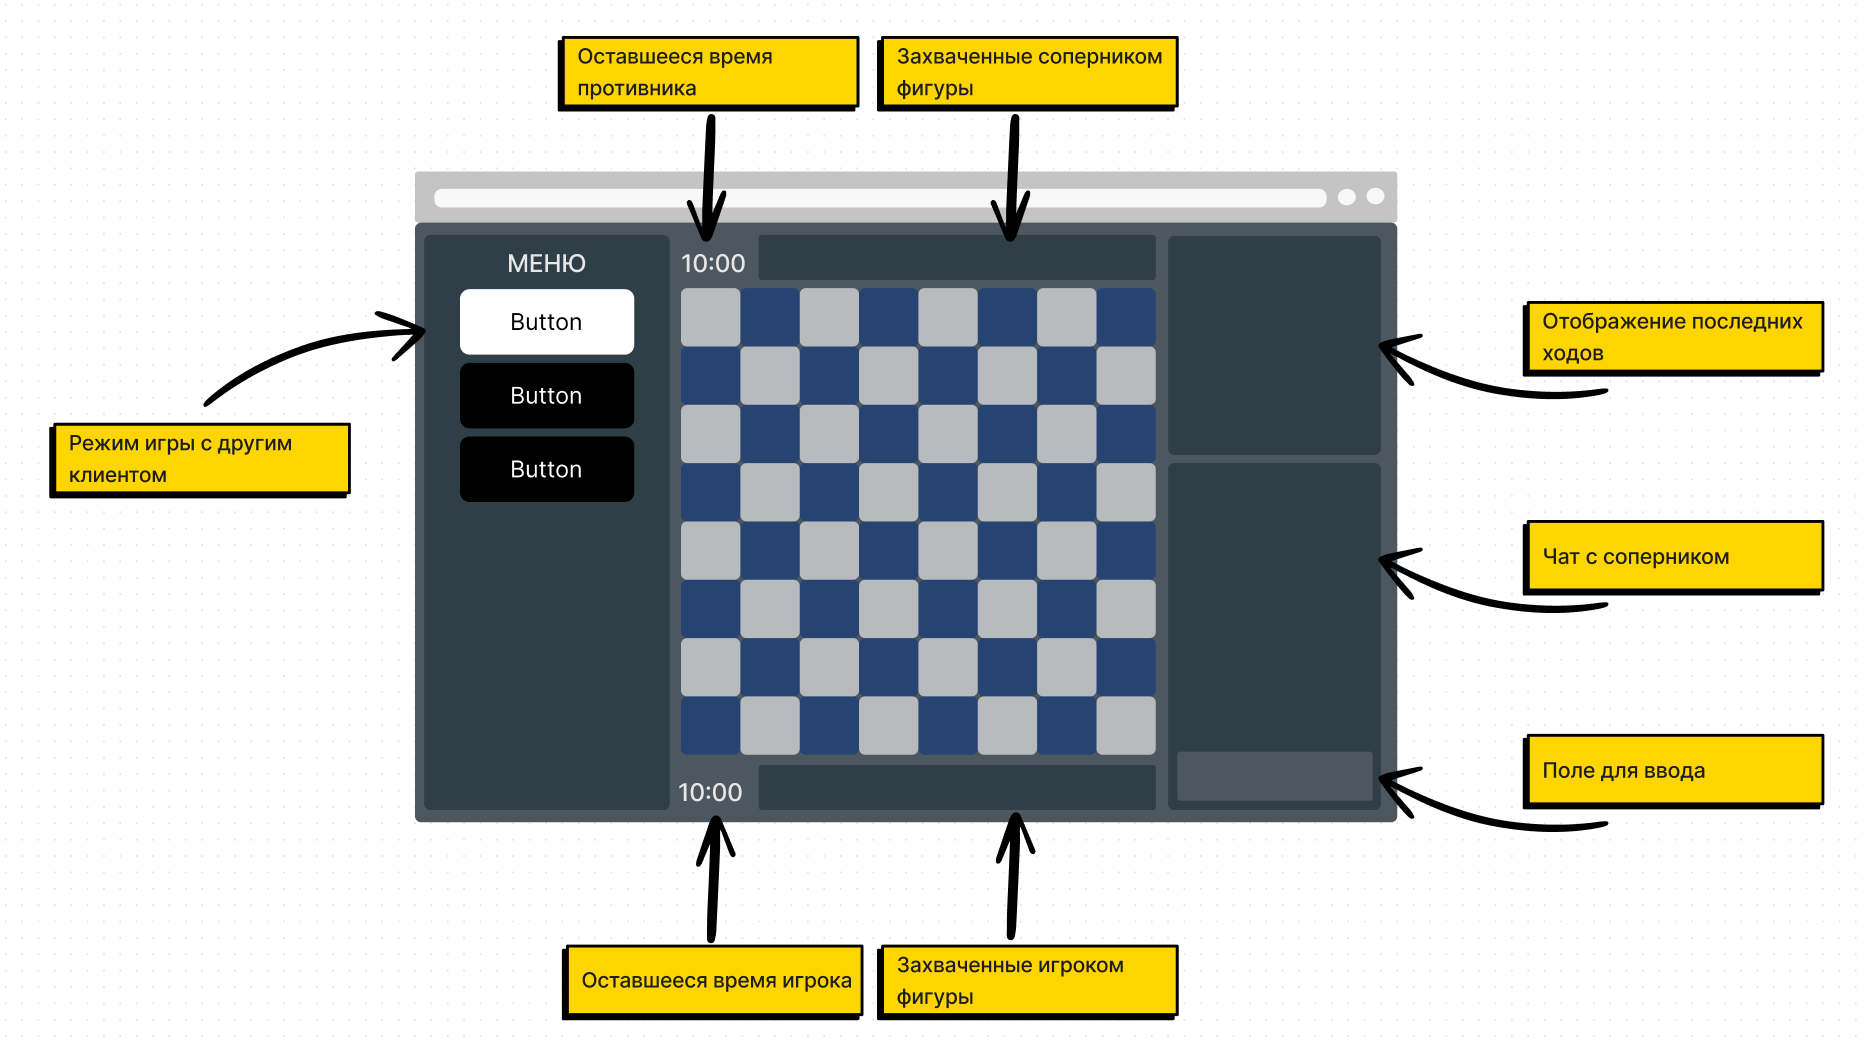 Оставшееся время
противника
Захваченные соперником
фигуры
МЕНЮ
10:00
Button
Button
Button
Режим игры с другим
клиентом
Отображение последних
ходов
Чат с соперником
Поле для ввода
10:00
Оставшееся время игрока
Захваченные игроком
фигуры